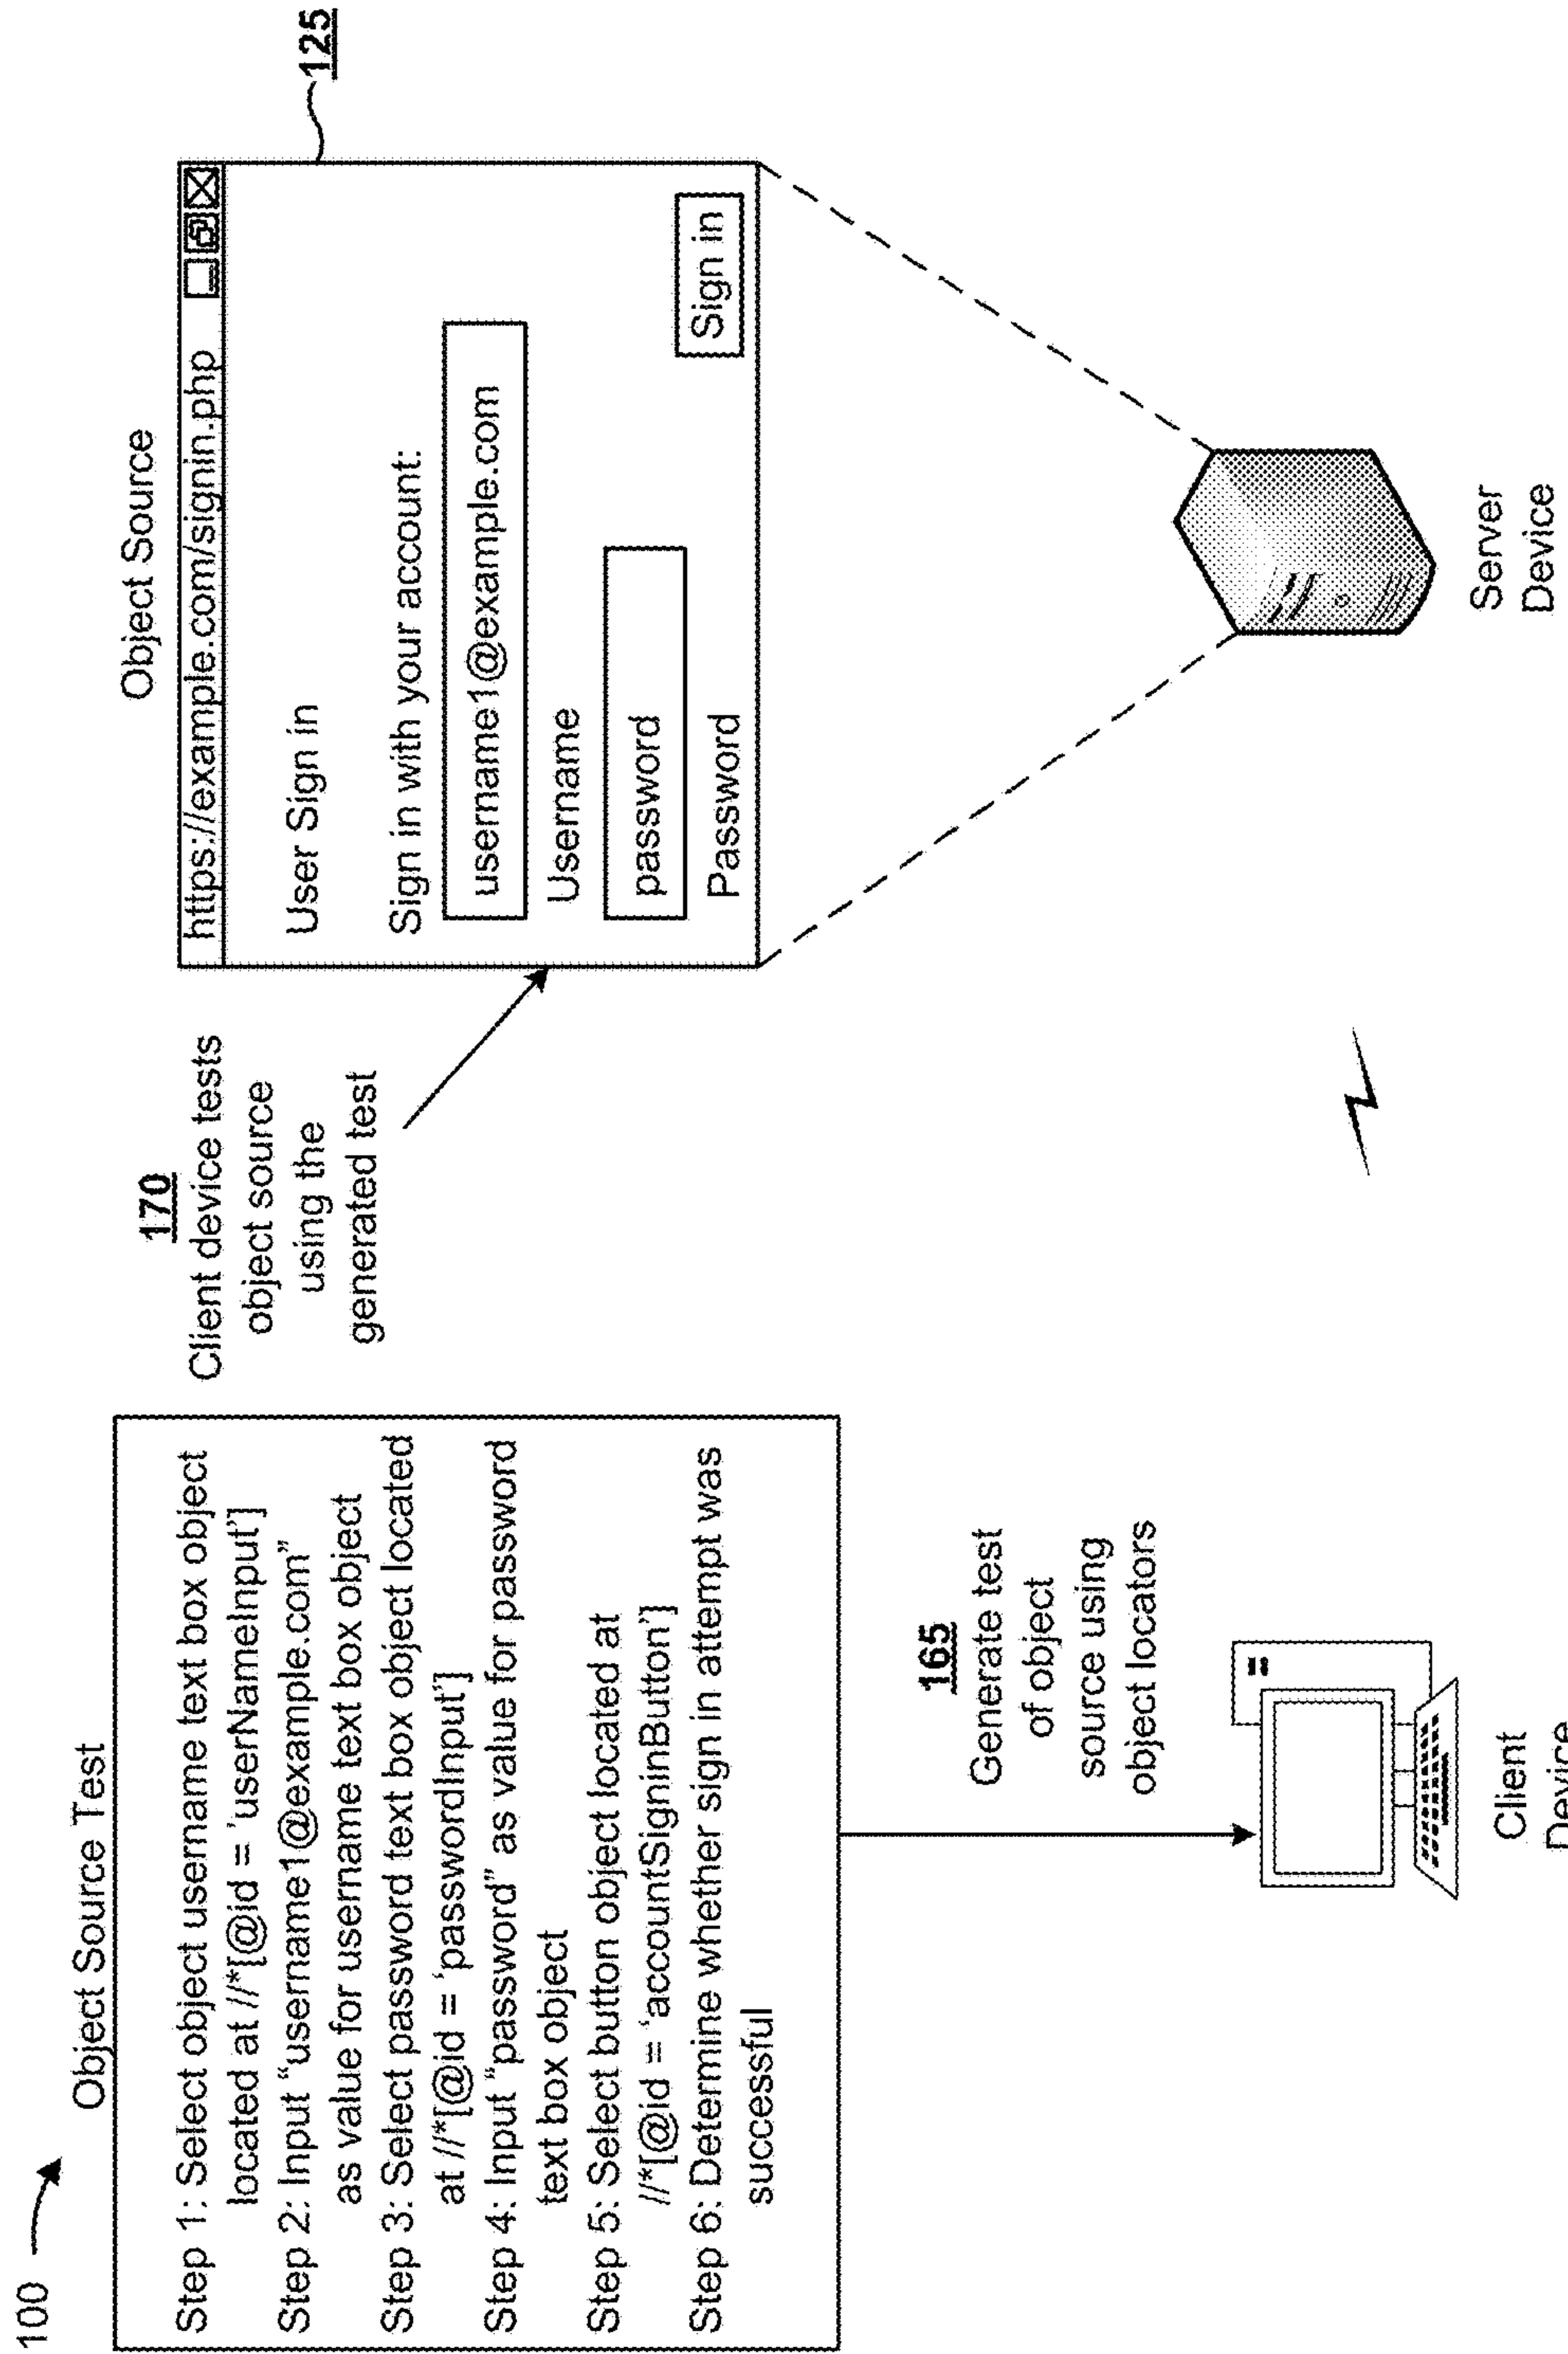 100
Object Source Test
Step 1: Select object username text box object
located at //*[@id = 'userNameInput']
Step 2: Input “username1@example.com”
as value for username text box object
Step 3: Select password text box object located
at //*[@id = ‘passwordInput’]
Step 4: Input “password” as value for password
text box object
Step 5: Select button object located at
//*[@id = ‘accountSigninButton’]
Step 6: Determine whether sign in attempt was
successful
165
Generate test
of object
source using
object locators
Client
Device
170
Client device tests
object source
using the
generated test
Object Source
https://example.com/signin.php
125
User Sign in
Sign in with your account:
username1@example.com
Username
password
Password
Sign in
Server
Device